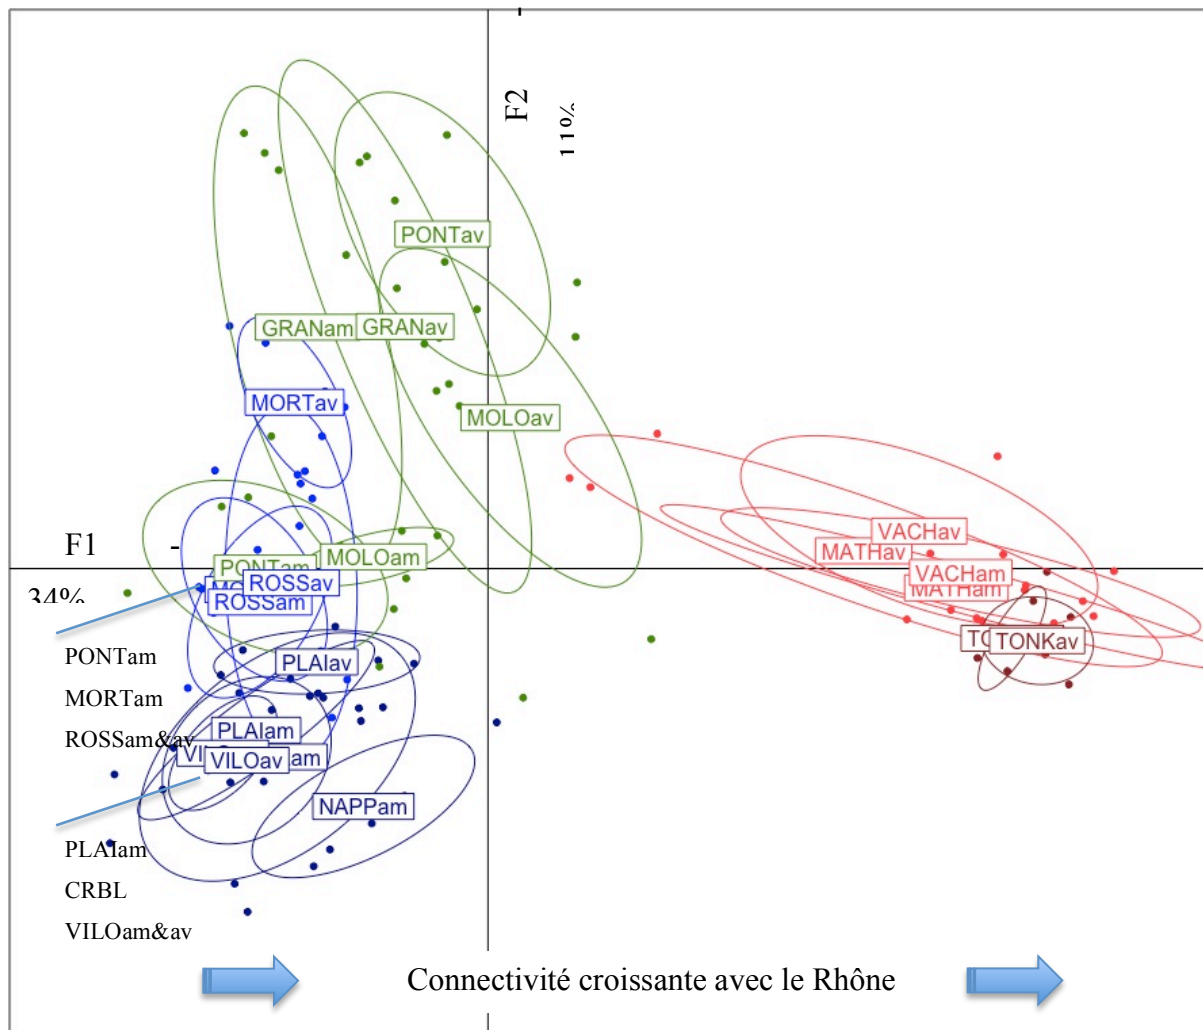 F2
11%
PONTav
GRANam
GRANav
MORTav
MOLOav
VACHav
MATHav
F1 -
MOLOam
PONTam
ROSSav
VACHam
34%
ROSSam
MATHam
TONKav
PONTam
PLAIav
MORTam
PLAIam
ROSSam&av
VILOav
am
NAPPam
PLAIam
CRBL
VILOam&av
Connectivité croissante avec le Rhône